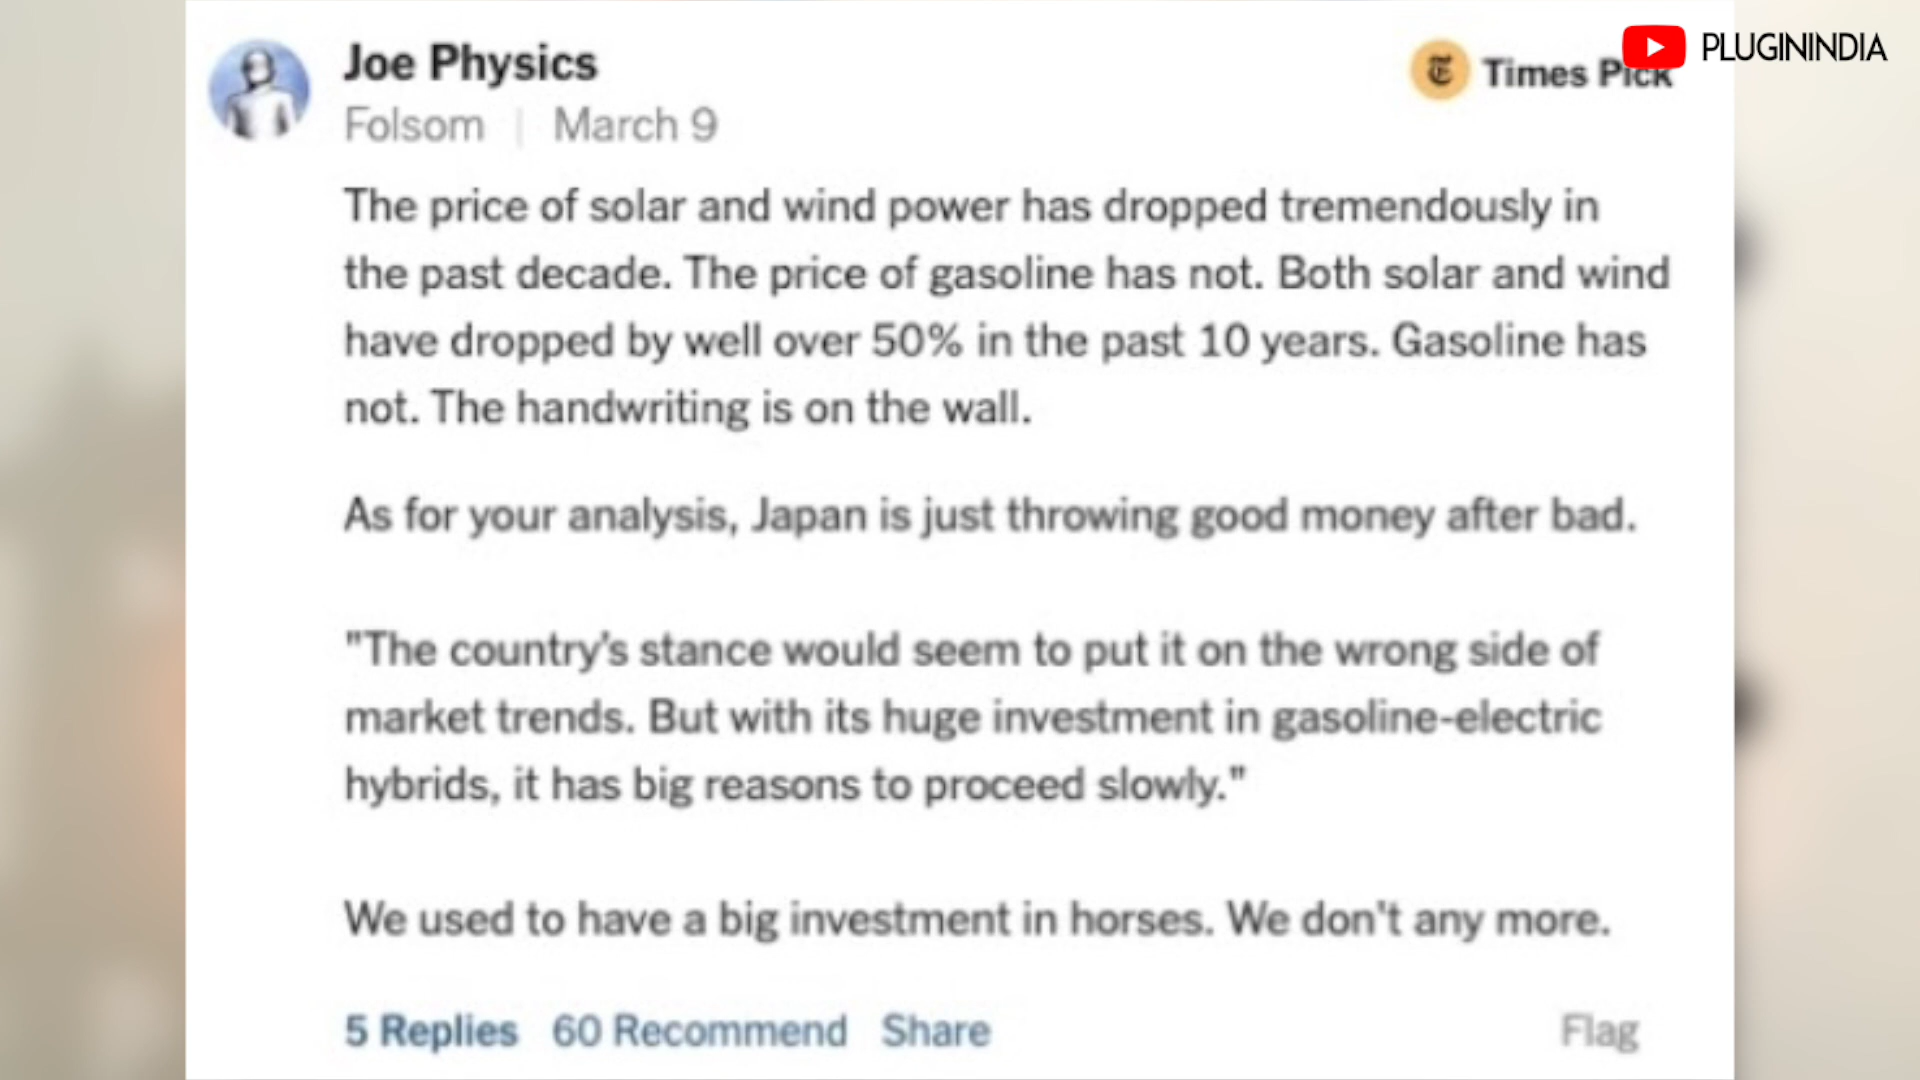 Joe Physics
Folsom | March 9
Times Pick
PLUGININDIA
The price of solar and wind power has dropped tremendously in
the past decade. The price of gasoline has not. Both solar and wind
have dropped by well over 50% in the past 10 years. Gasoline has
not. The handwriting is on the wall.
As for your analysis, Japan is just throwing good money after bad.
"The country's stance would seem to put it on the wrong side of
market trends. But with its huge investment in gasoline-electric
hybrids, it has big reasons to proceed slowly."
We used to have a big investment in horses. We don't any more.
5 Replies 60 Recommend Share
Flag